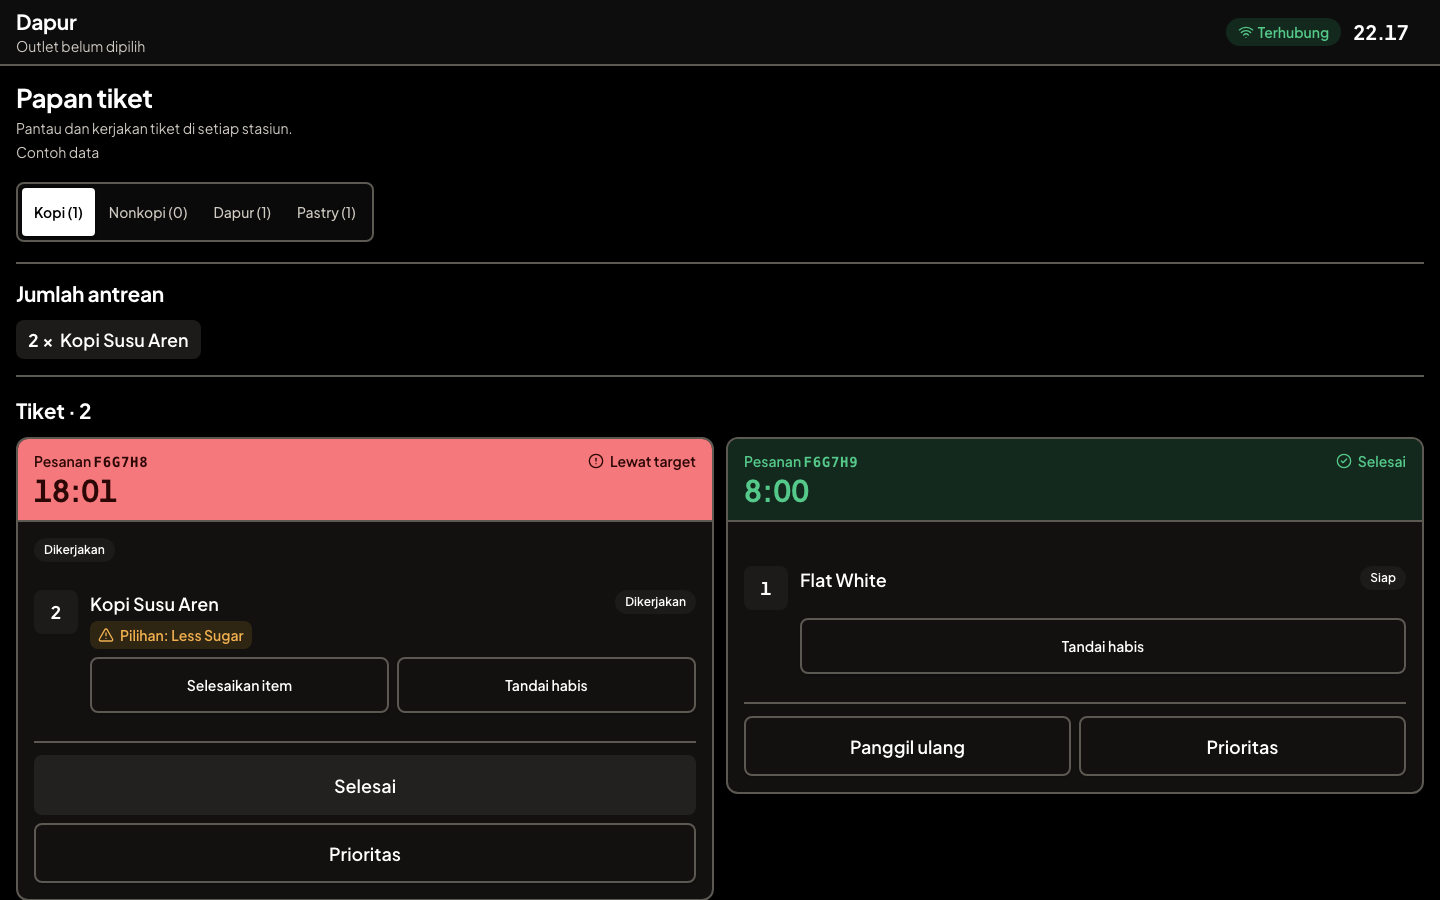 Dapur
Outlet belum dipilih
Terhubung
22.17
Papan tiket
Pantau dan kerjakan tiket di setiap stasiun.
Contoh data
Kopi (1)
Nonkopi (0)
Dapur (1)
Pastry (1)
Jumlah antrean
2 × Kopi Susu Aren
Tiket · 2
Pesanan F6G7H8
Lewat target
18:01
Dikerjakan
2
Kopi Susu Aren
Dikerjakan
Pilihan: Less Sugar
Selesaikan item
Tandai habis
Selesai
Prioritas
Pesanan F6G7H9
Selesai
8:00
1
Flat White
Siap
Tandai habis
Panggil ulang
Prioritas